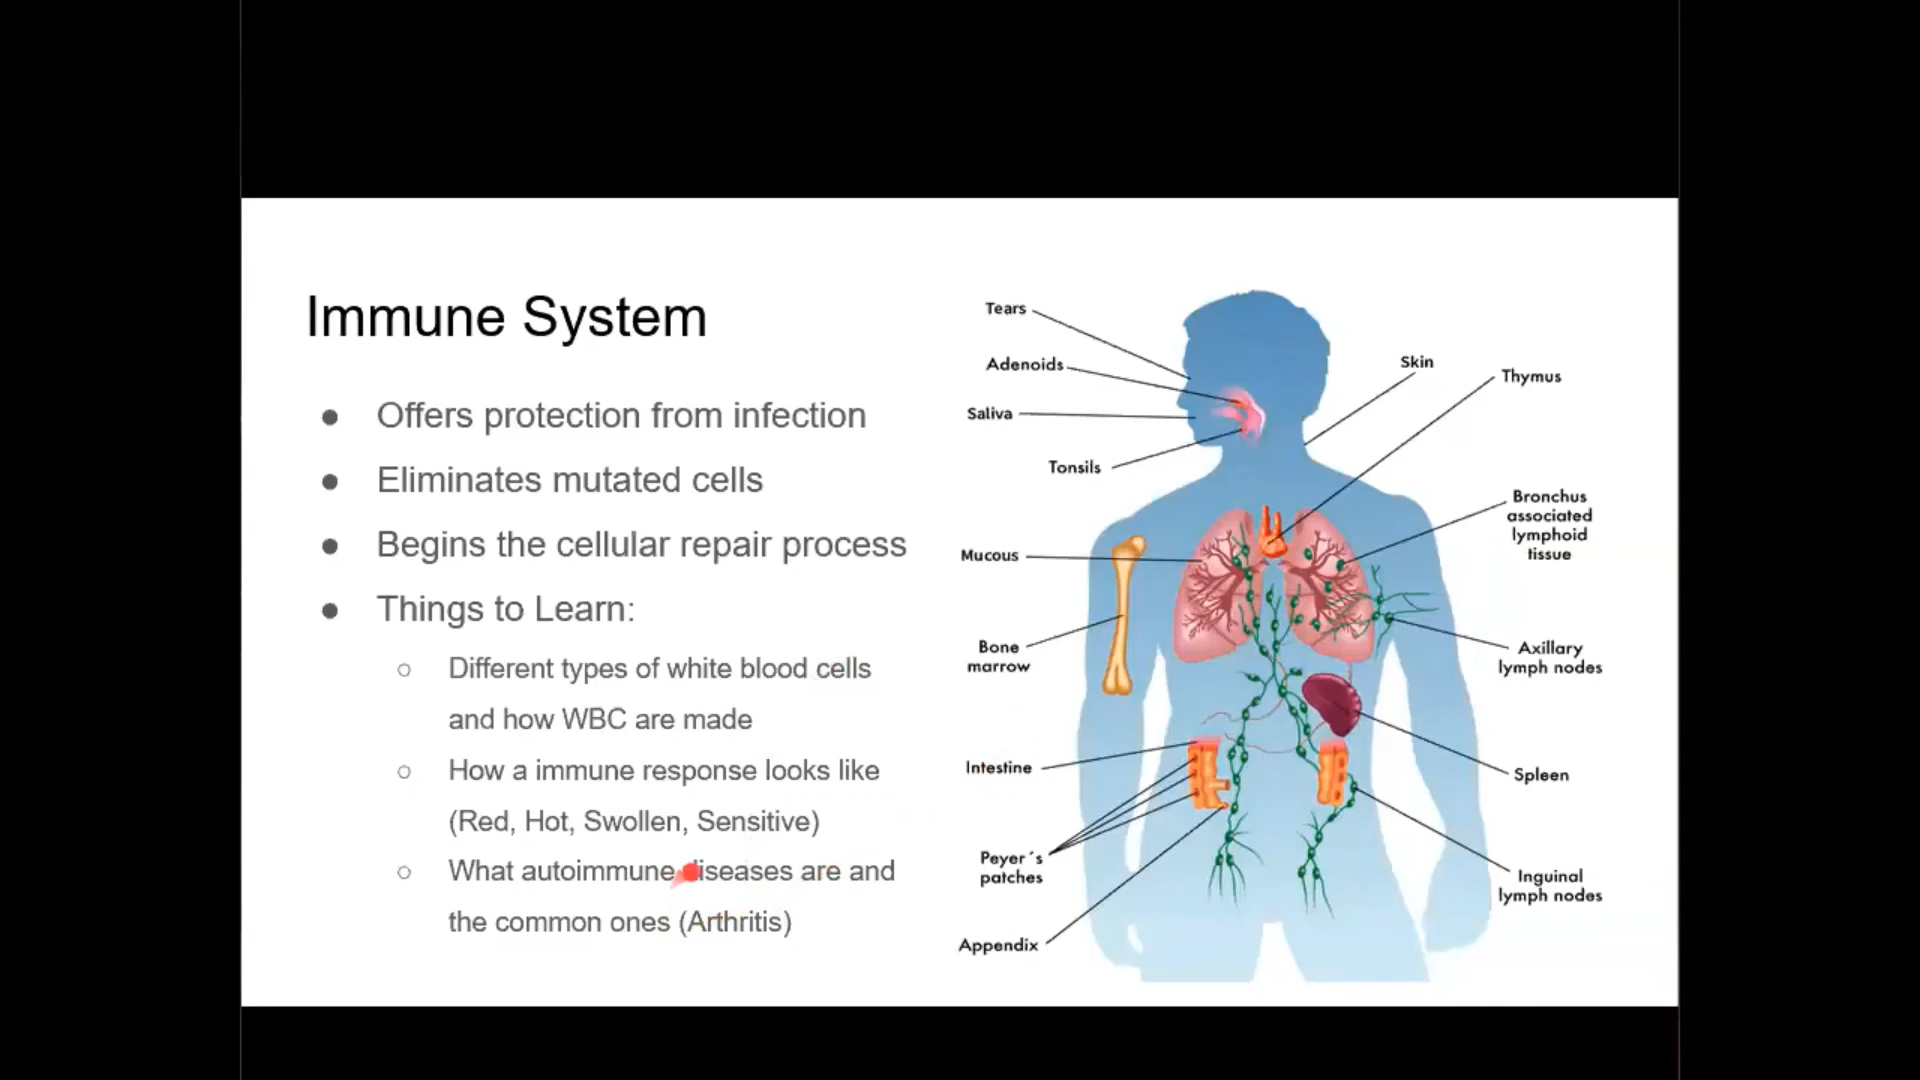 Immune System
● Offers protection from infection
● Eliminates mutated cells
● Begins the cellular repair process
● Things to Learn:
○ Different types of white blood cells
and how WBC are made
○ How a immune response looks like
(Red, Hot, Swollen, Sensitive)
○ What autoimmune diseases are and
the common ones (Arthritis)
Tears
Adenoids
Saliva
Tonsils
Mucous
Bone
marrow
Intestine
Peyer´s
patches
Appendix
Skin
Thymus
Bronchus
associated
lymphoid
tissue
Axillary
lymph nodes
Spleen
Inguinal
lymph nodes